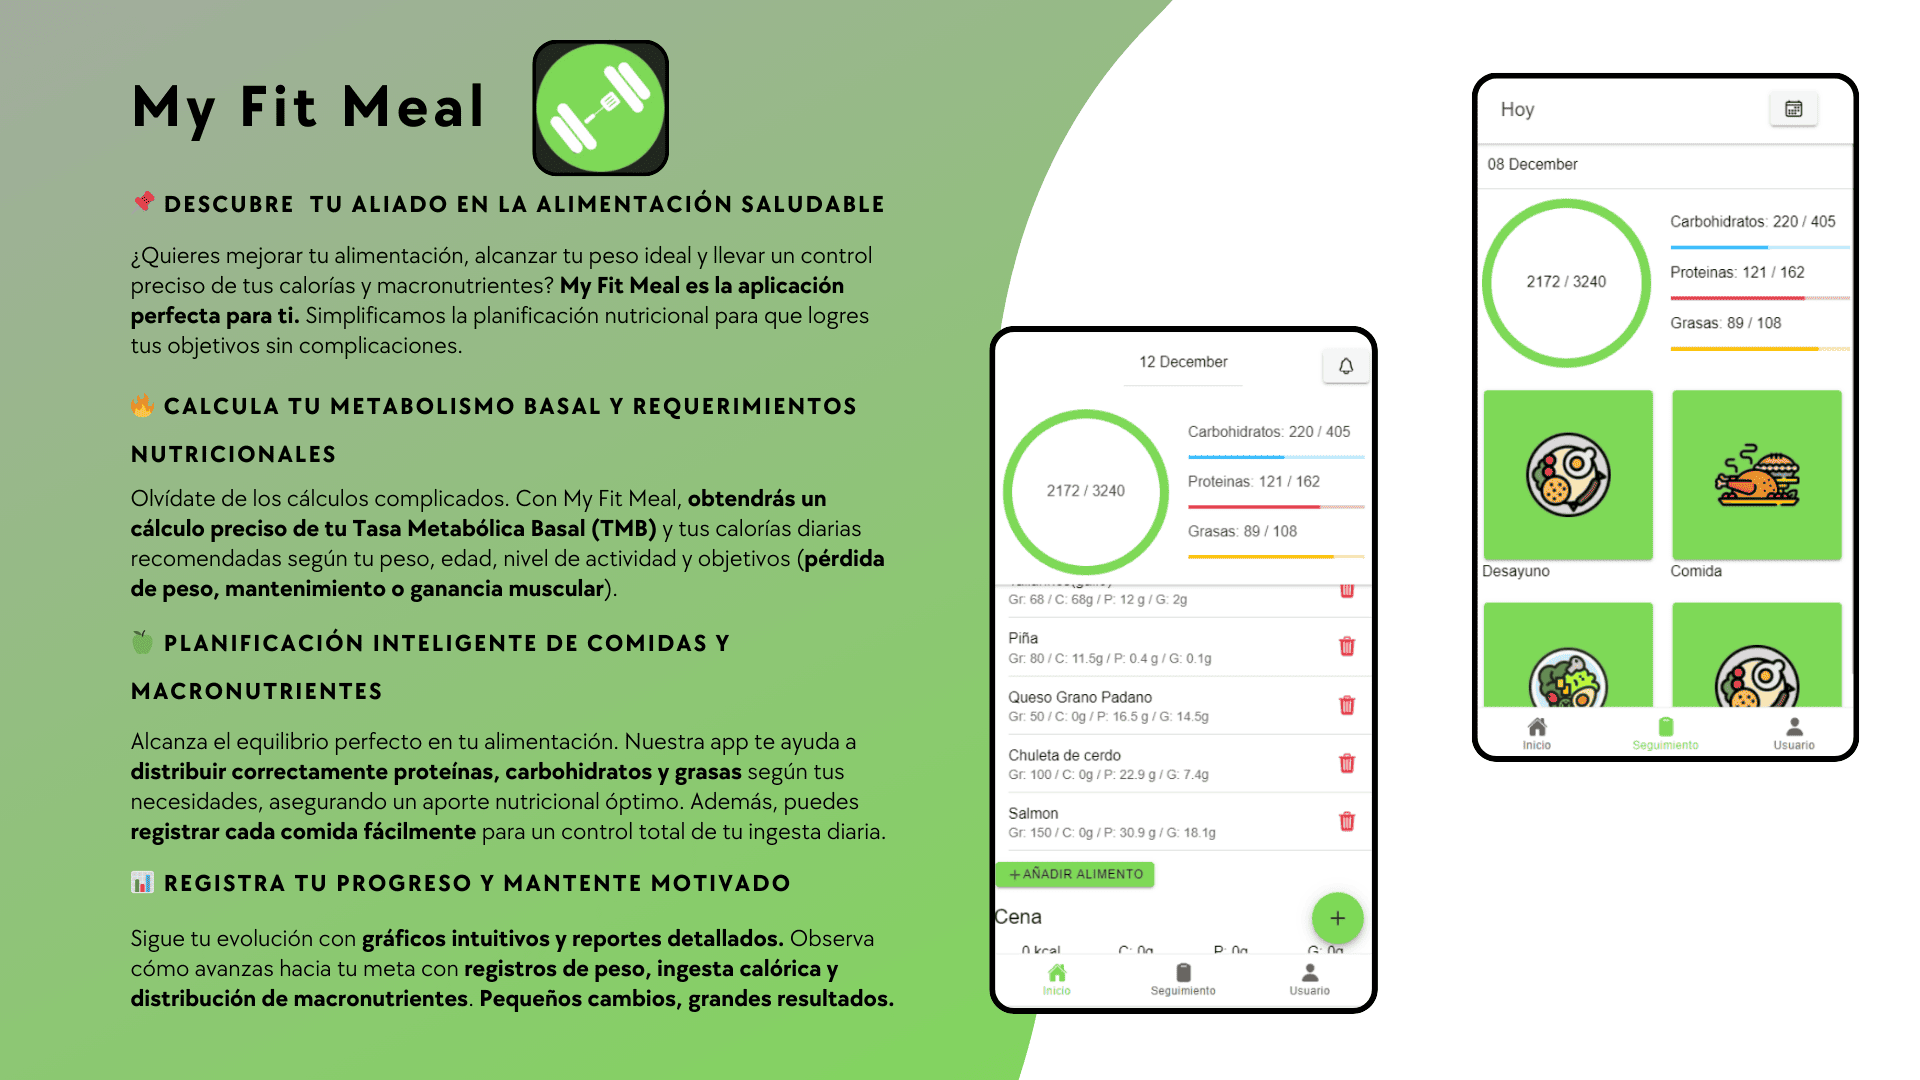 My Fit Meal
DESCUBRE TU ALIADO EN LA ALIMENTACIÓN SALUDABLE
¿Quieres mejorar tu alimentación, alcanzar tu peso ideal y llevar un control
preciso de tus calorías y macronutrientes? My Fit Meal es la aplicación
perfecta para ti. Simplificamos la planificación nutricional para que logres
tus objetivos sin complicaciones.
CALCULA TU METABOLISMO BASAL Y REQUERIMIENTOS
NUTRICIONALES
Olvídate de los cálculos complicados. Con My Fit Meal, obtendrás un
cálculo preciso de tu Tasa Metabólica Basal (TMB) y tus calorías diarias
recomendadas según tu peso, edad, nivel de actividad y objetivos (pérdida
de peso, mantenimiento o ganancia muscular).
PLANIFICACIÓN INTELIGENTE DE COMIDAS Y
MACRONUTRIENTES
Alcanza el equilibrio perfecto en tu alimentación. Nuestra app te ayuda a
distribuir correctamente proteínas, carbohidratos y grasas según tus
necesidades, asegurando un aporte nutricional óptimo. Además, puedes
registrar cada comida fácilmente para un control total de tu ingesta diaria.
REGISTRA TU PROGRESO Y MANTENTE MOTIVADO
Sigue tu evolución con gráficos intuitivos y reportes detallados. Observa
cómo avanzas hacia tu meta con registros de peso, ingesta calórica y
distribución de macronutrientes. Pequeños cambios, grandes resultados.
12 December
2172 / 3240
Carbohidratos: 220 / 405
Proteinas: 121 / 162
Grasas: 89 / 108
Gr: 68 / C: 68g / P: 12 g / G: 2g
Piña
Gr: 80 / C: 11.5g / P: 0.4 g / G: 0.1g
Queso Grano Padano
Gr: 50 / C: 0g / P: 16.5 g / G: 14.5g
Chuleta de cerdo
Gr: 100 / C: 0g / P: 22.9 g / G: 7.4g
Salmon
Gr: 150 / C: 0g / P: 30.9 g / G: 18.1g
+ AÑADIR ALIMENTO
Cena
0 kcal C: 0g P: 0g G: 0g
Inicio Seguimiento Usuario
Hoy
08 December
2172 / 3240
Carbohidratos: 220 / 405
Proteinas: 121 / 162
Grasas: 89 / 108
Desayuno Comida
Inicio Seguimiento Usuario